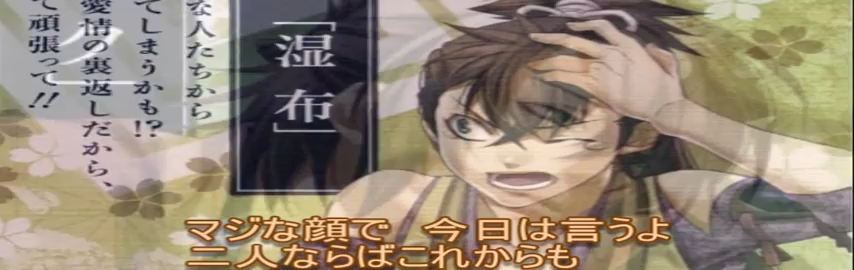 な人たちから
てしまうかも!?
愛情の裏返しだから、
て頑張って!!
「湿布」
マジな顔で　今日は言うよ
二人ならばこれからも